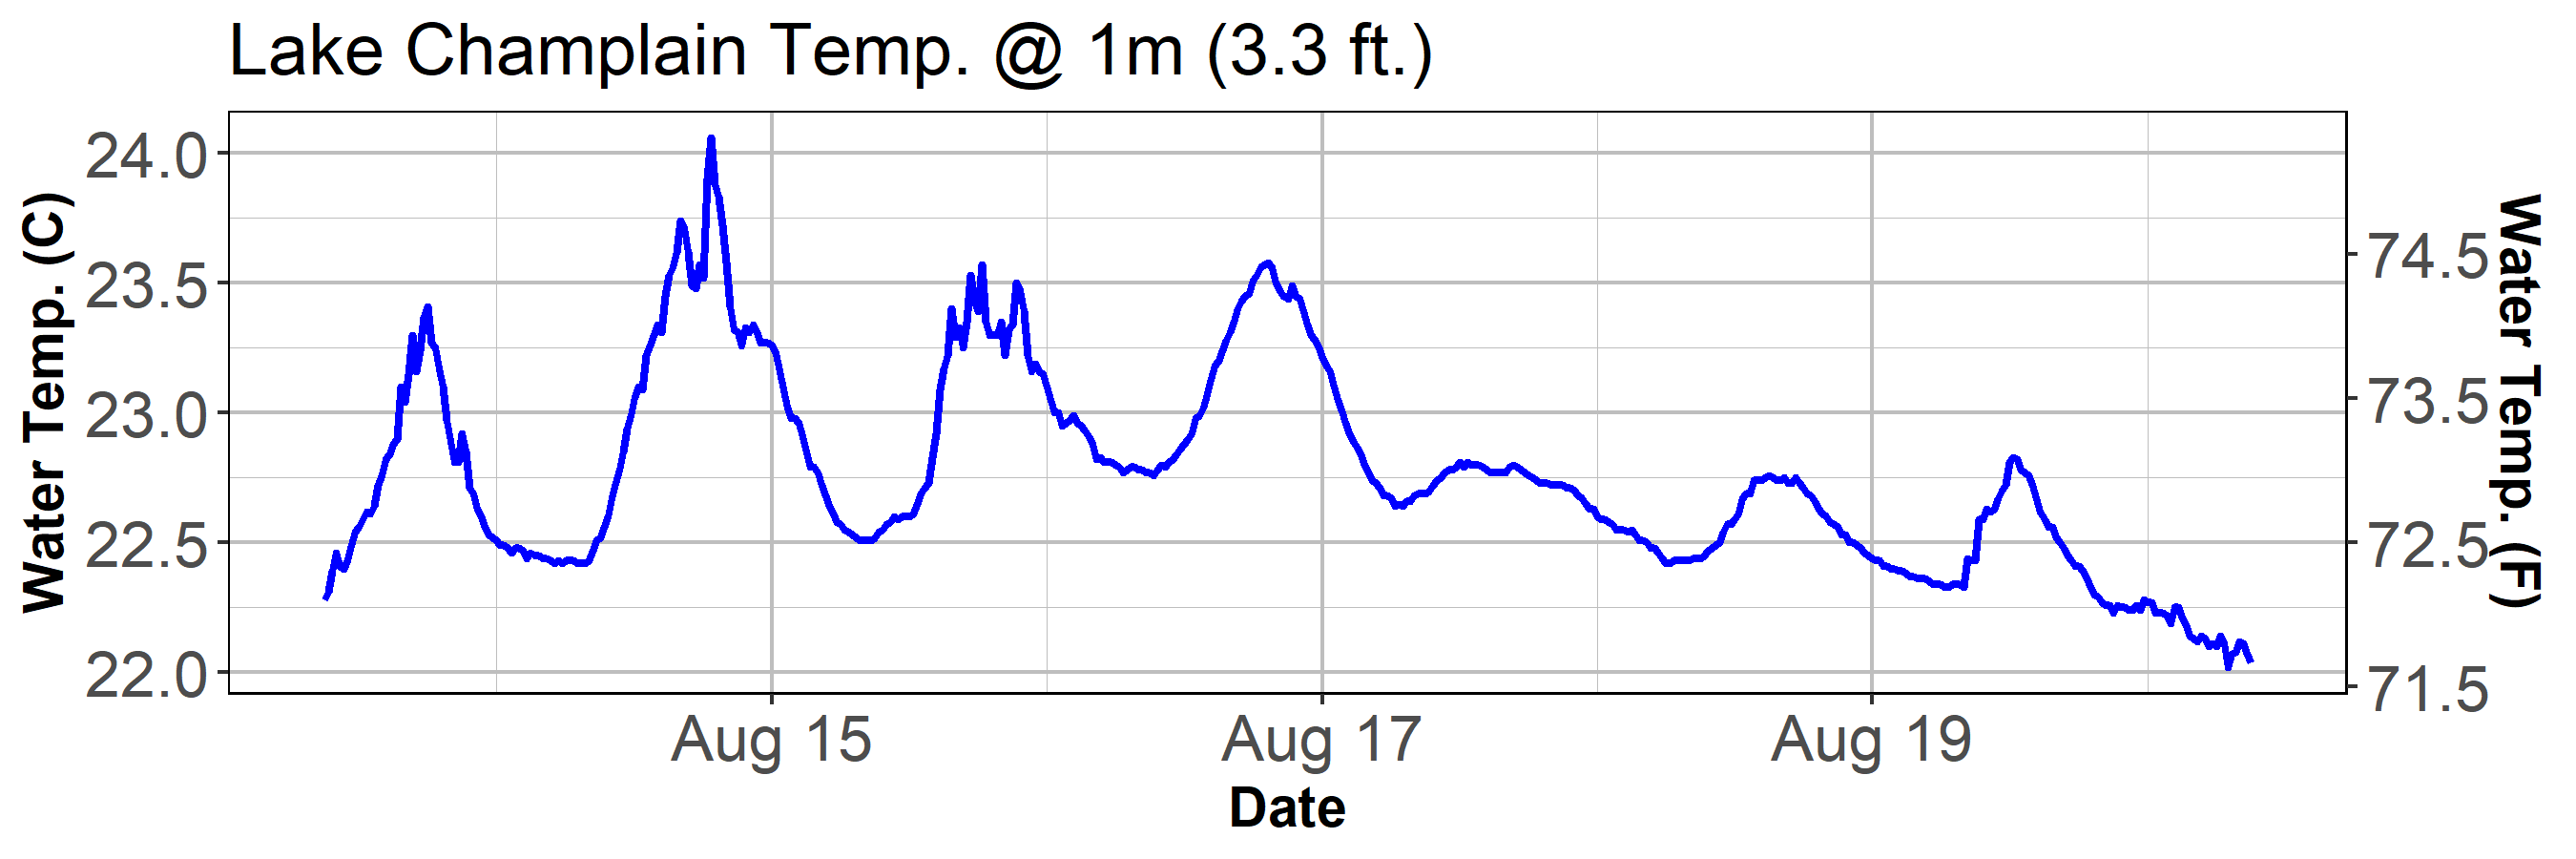 Lake Champlain Temp. @ 1m (3.3 ft.)
Water Temp. (C)
24.0
23.5
23.0
22.5
22.0
74.5
73.5
72.5
71.5
Water Temp. (F)
Aug 15 Aug 17 Aug 19
Date